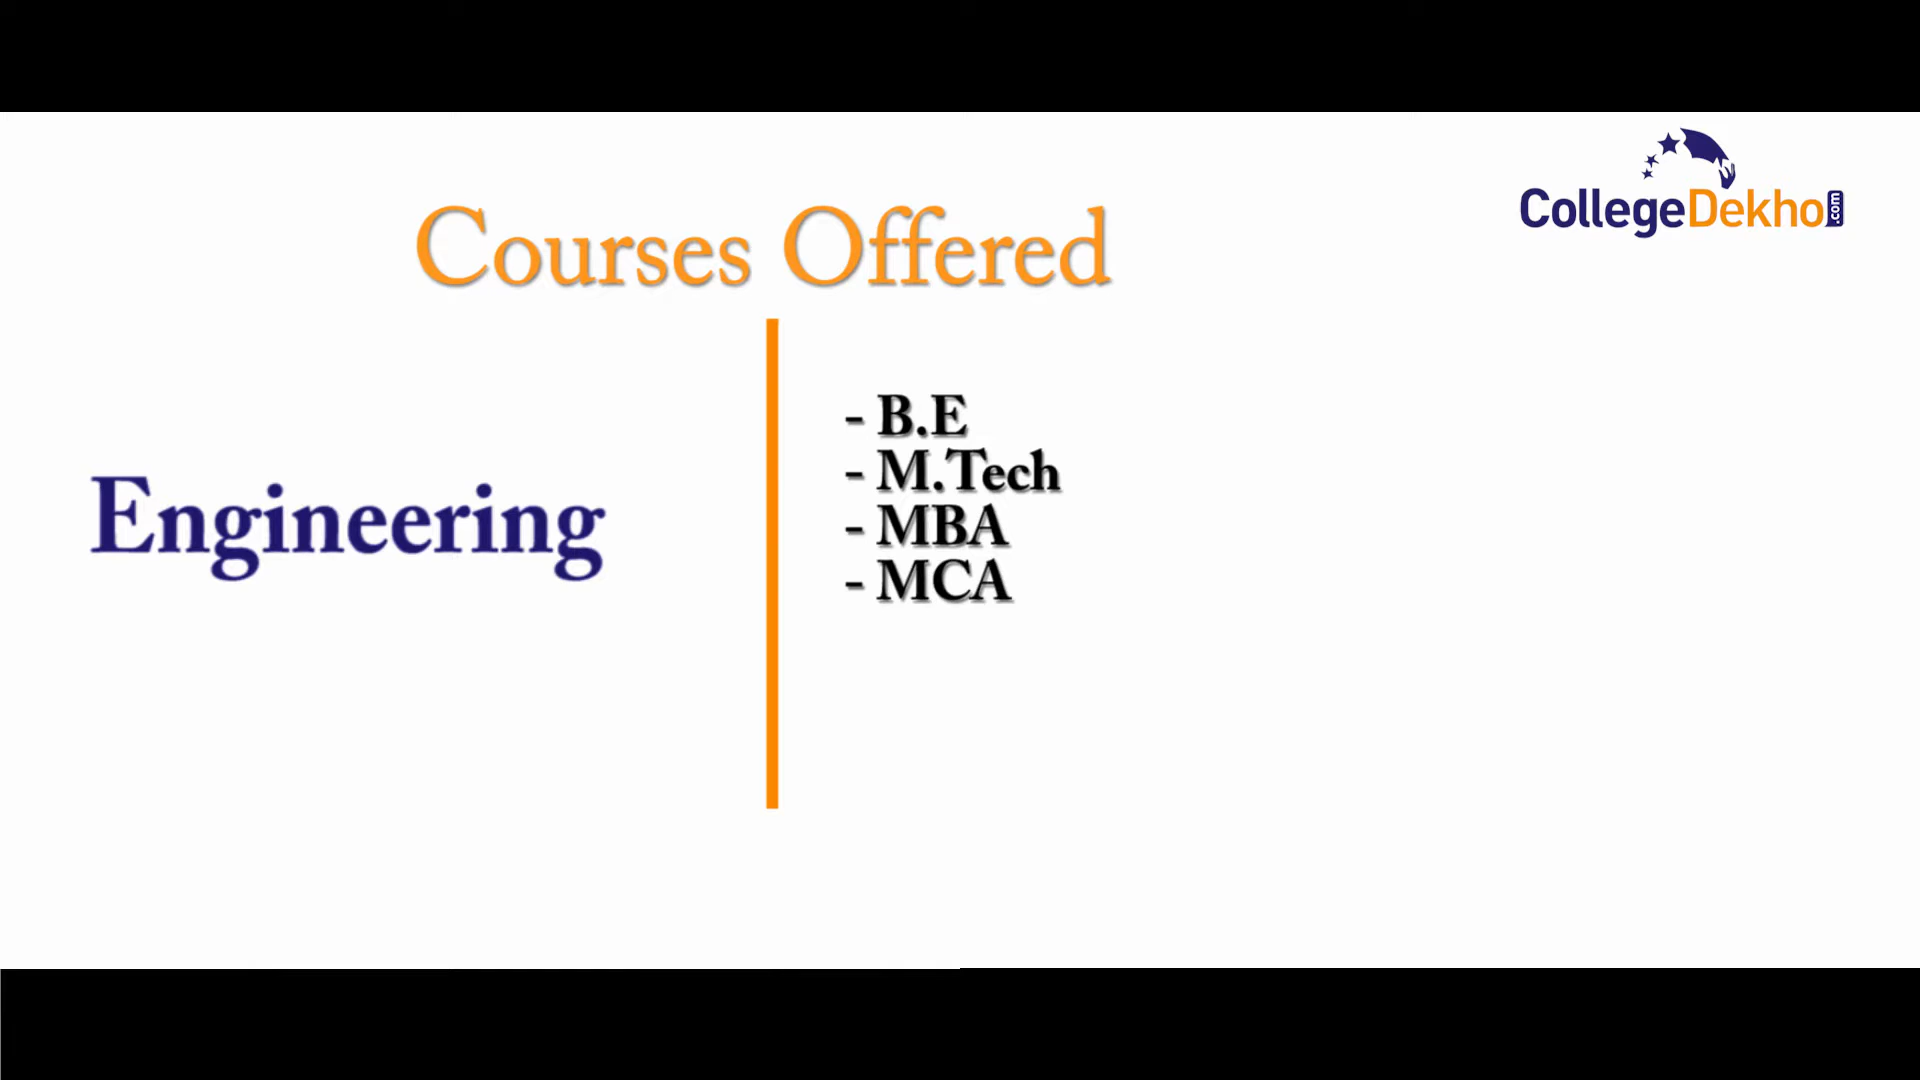 CollegeDekho.com
Courses Offered
Engineering
- B.E
- M.Tech
- MBA
- MCA